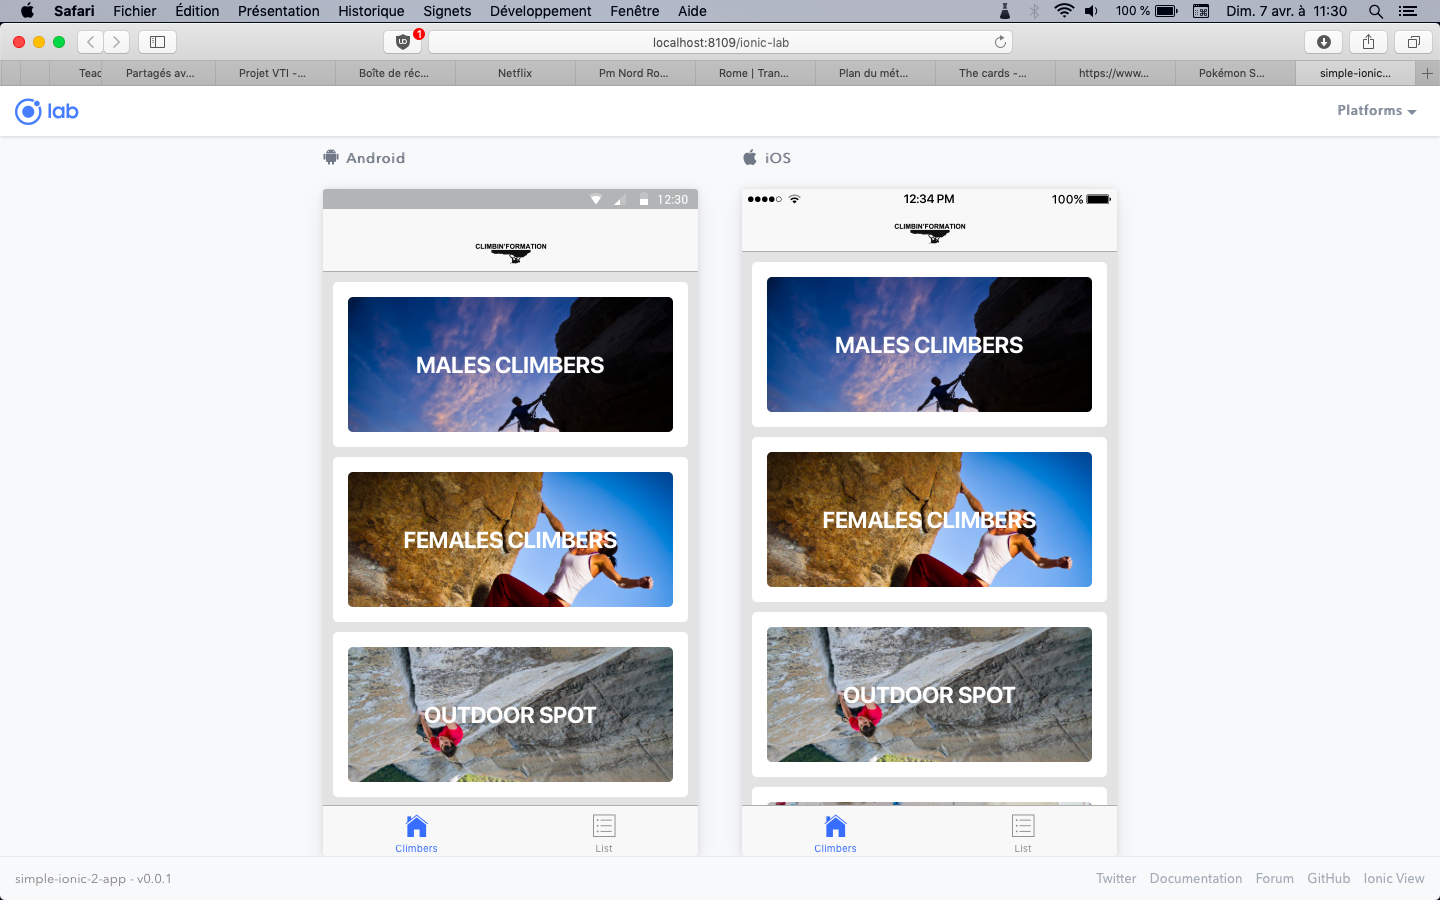 Safari Fichier Édition Présentation Historique Signets Développement Fenêtre Aide 100 % Dim. 7 avr. à 11:30
1 localhost:8109/ionic-lab
Teac Partagés av... Projet VTI -... Boîte de réc... Netflix Pm Nord Ro... Rome | Tran... Plan du mét... The cards -... https://www... Pokémon S... simple-ionic...
lab Platforms
Android
12:30
CLIMBIN'FORMATION
MALES CLIMBERS
FEMALES CLIMBERS
OUTDOOR SPOT
Climbers List
iOS
12:34 PM 100%
CLIMBIN'FORMATION
MALES CLIMBERS
FEMALES CLIMBERS
OUTDOOR SPOT
Climbers List
simple-ionic-2-app - v0.0.1 Twitter Documentation Forum GitHub Ionic View